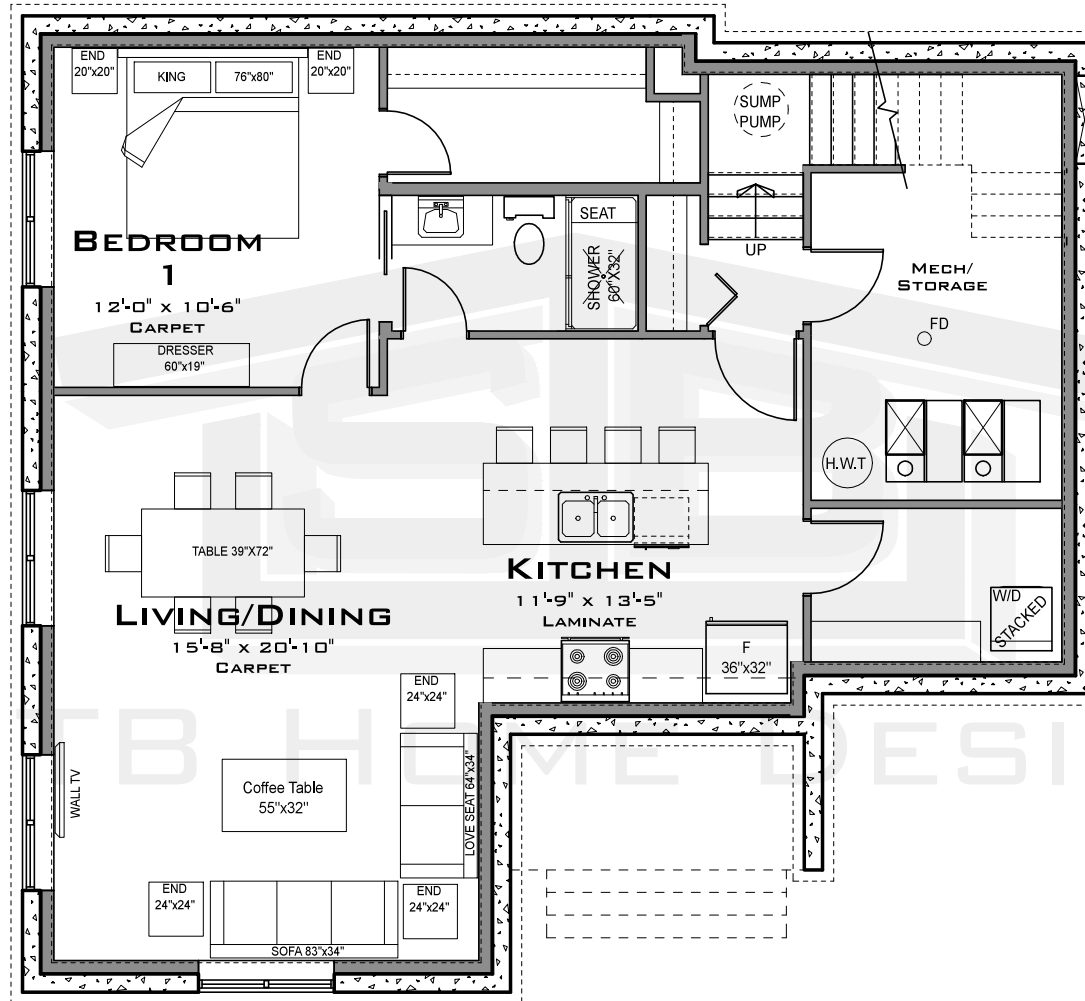 END
20"x20"
KING
76"x80"
END
20"x20"
SUMP
PUMP
SEAT
SHOWER
60"X32"
UP
BEDROOM
1
12'-0" x 10'-6"
CARPET
DRESSER
60"x19"
MECH/
STORAGE
FD
H.W.T
TABLE 39"X72"
KITCHEN
11'-9" x 13'-5"
LAMINATE
LIVING/DINING
15'-8" x 20'-10"
CARPET
W/D
STACKED
F
36"x32"
END
24"x24"
WALL TV
Coffee Table
55"x32"
LOVE SEAT 64"x34"
END
24"x24"
END
24"x24"
SOFA 83"x34"
TB HOME DESI